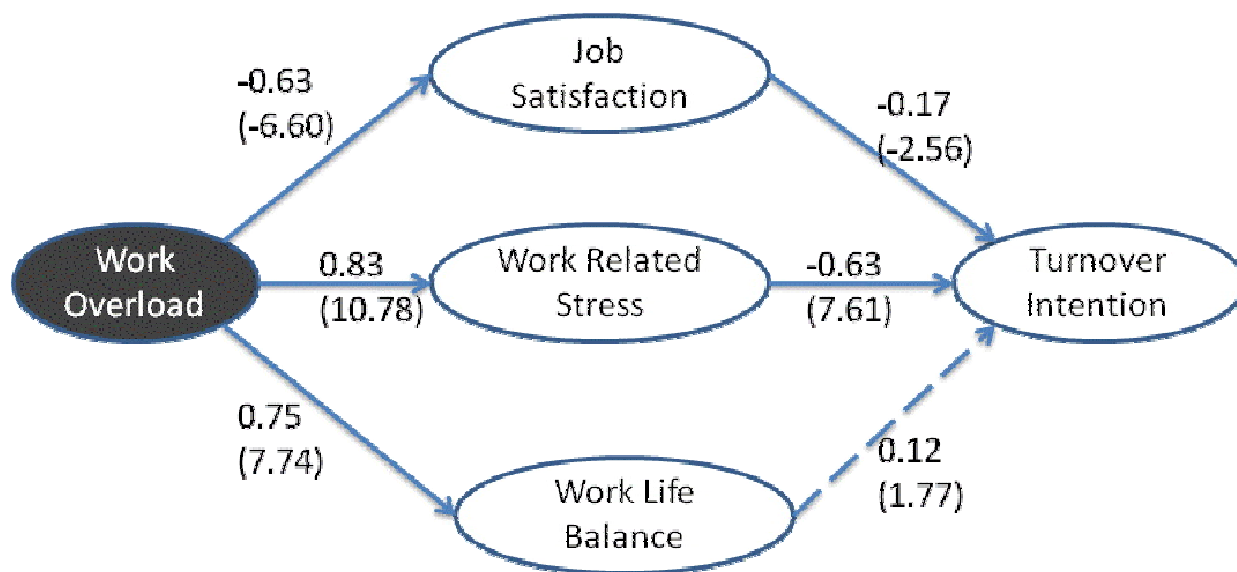 Job
Satisfaction
-0.63
(-6.60)
-0.17
(-2.56)
Work
Overload
0.83
(10.78)
Work Related
Stress
-0.63
(7.61)
Turnover
Intention
0.75
(7.74)
0.12
(1.77)
Work Life
Balance